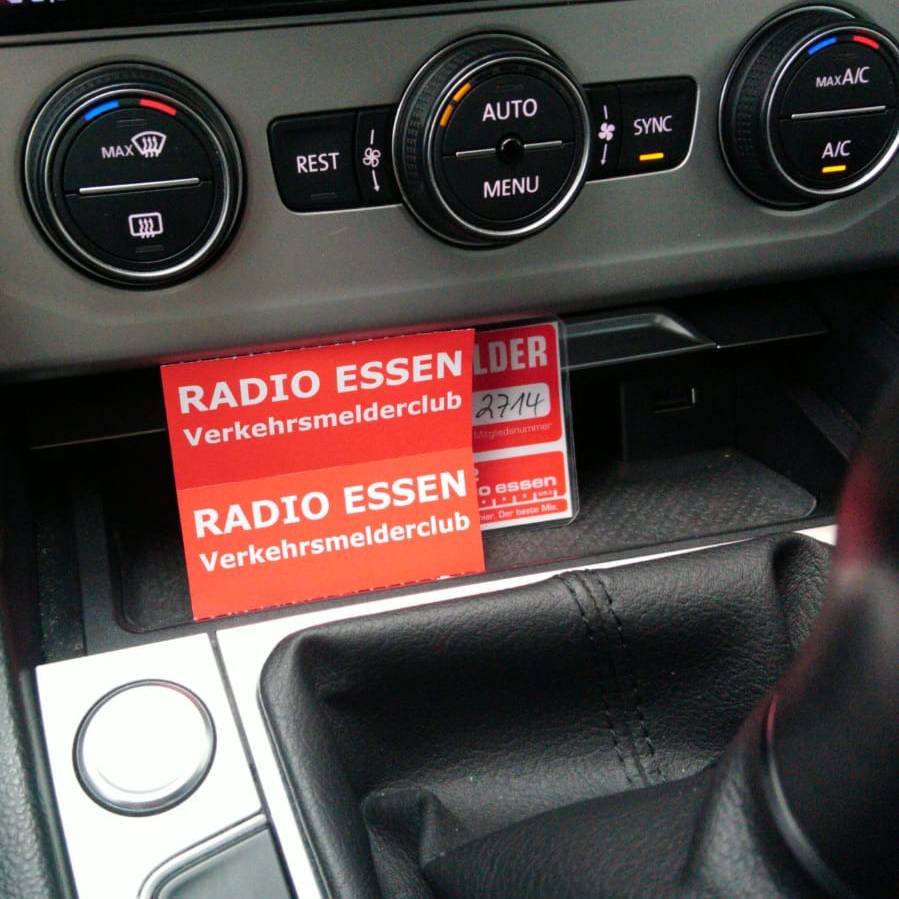 MAX
REST
AUTO
MENU
SYNC
MAX A/C
A/C
RADIO ESSEN
Verkehrsmelderclub
RADIO ESSEN
Verkehrsmelderclub
LDER
2714
Mitgliedsnummer
o essen
hier. Der beste Mix.